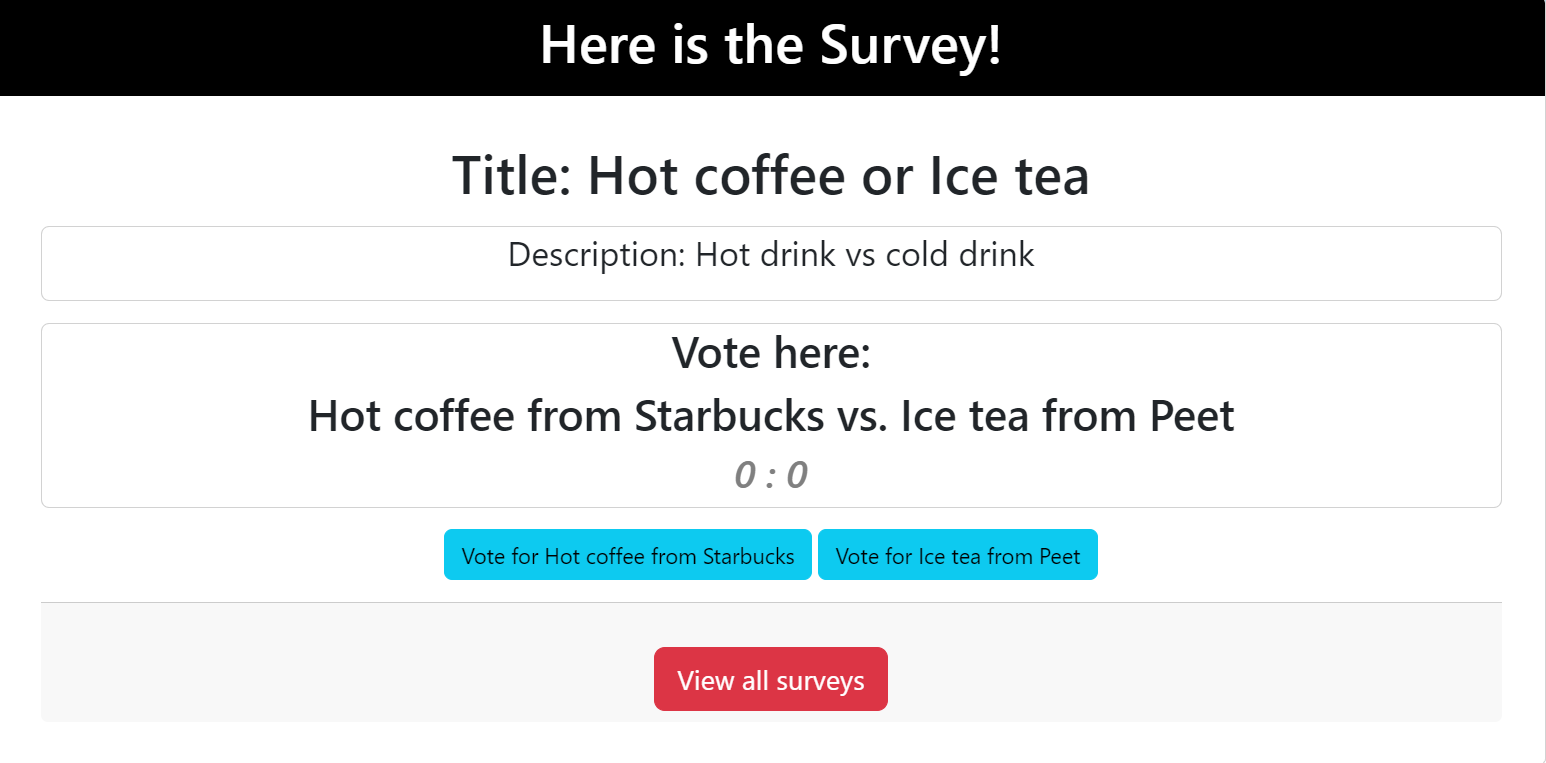 Here is the Survey!
Title: Hot coffee or Ice tea
Description: Hot drink vs cold drink
Vote here:
Hot coffee from Starbucks vs. Ice tea from Peet
0 : 0
Vote for Hot coffee from Starbucks Vote for Ice tea from Peet
View all surveys